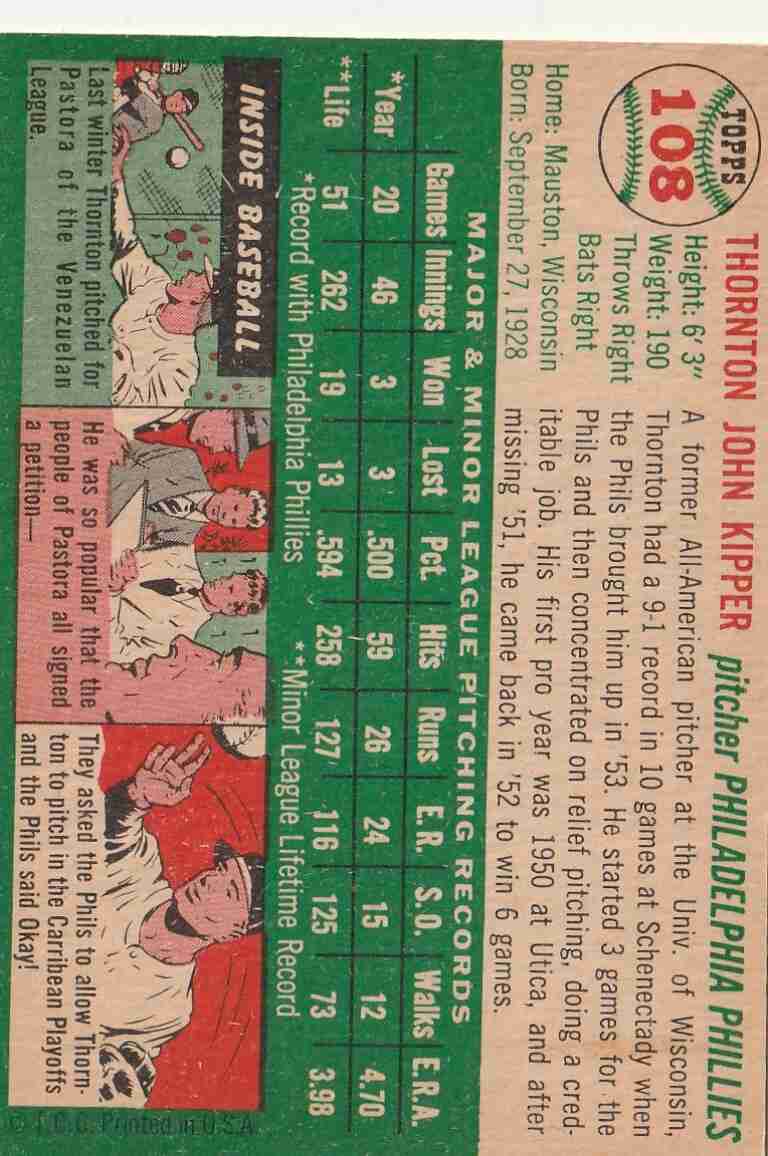 TOPPS
108
THORNTON JOHN KIPPER pitcher PHILADELPHIA PHILLIES
Height: 6' 3"
Weight: 190
Throws Right
Bats Right
Home: Mauston, Wisconsin
Born: September 27, 1928
A former All-American pitcher at the Univ. of Wisconsin,
Thornton had a 9-1 record in 10 games at Schenectady when
the Phils brought him up in '53. He started 3 games for the
Phils and then concentrated on relief pitching, doing a cred-
itable job. His first pro year was 1950 at Utica, and after
missing '51, he came back in '52 to win 6 games.
MAJOR & MINOR LEAGUE PITCHING RECORDS
Games Innings Won Lost Pct. Hits Runs E.R. S.O. Walks E.R.A.
*Year 20 46 3 3 .500 59 26 24 15 12 4.70
**Life 51 262 19 13 .594 258 127 116 125 73 3.98
*Record with Philadelphia Phillies **Minor League Lifetime Record
INSIDE BASEBALL
Last winter Thornton pitched for
Pastora of the Venezuelan
League.
He was so popular that the
people of Pastora all signed
a petition—
They asked the Phils to allow Thorn-
ton to pitch in the Carribean Playoffs
and the Phils said Okay!
© T.C.G. Printed in U.S.A.